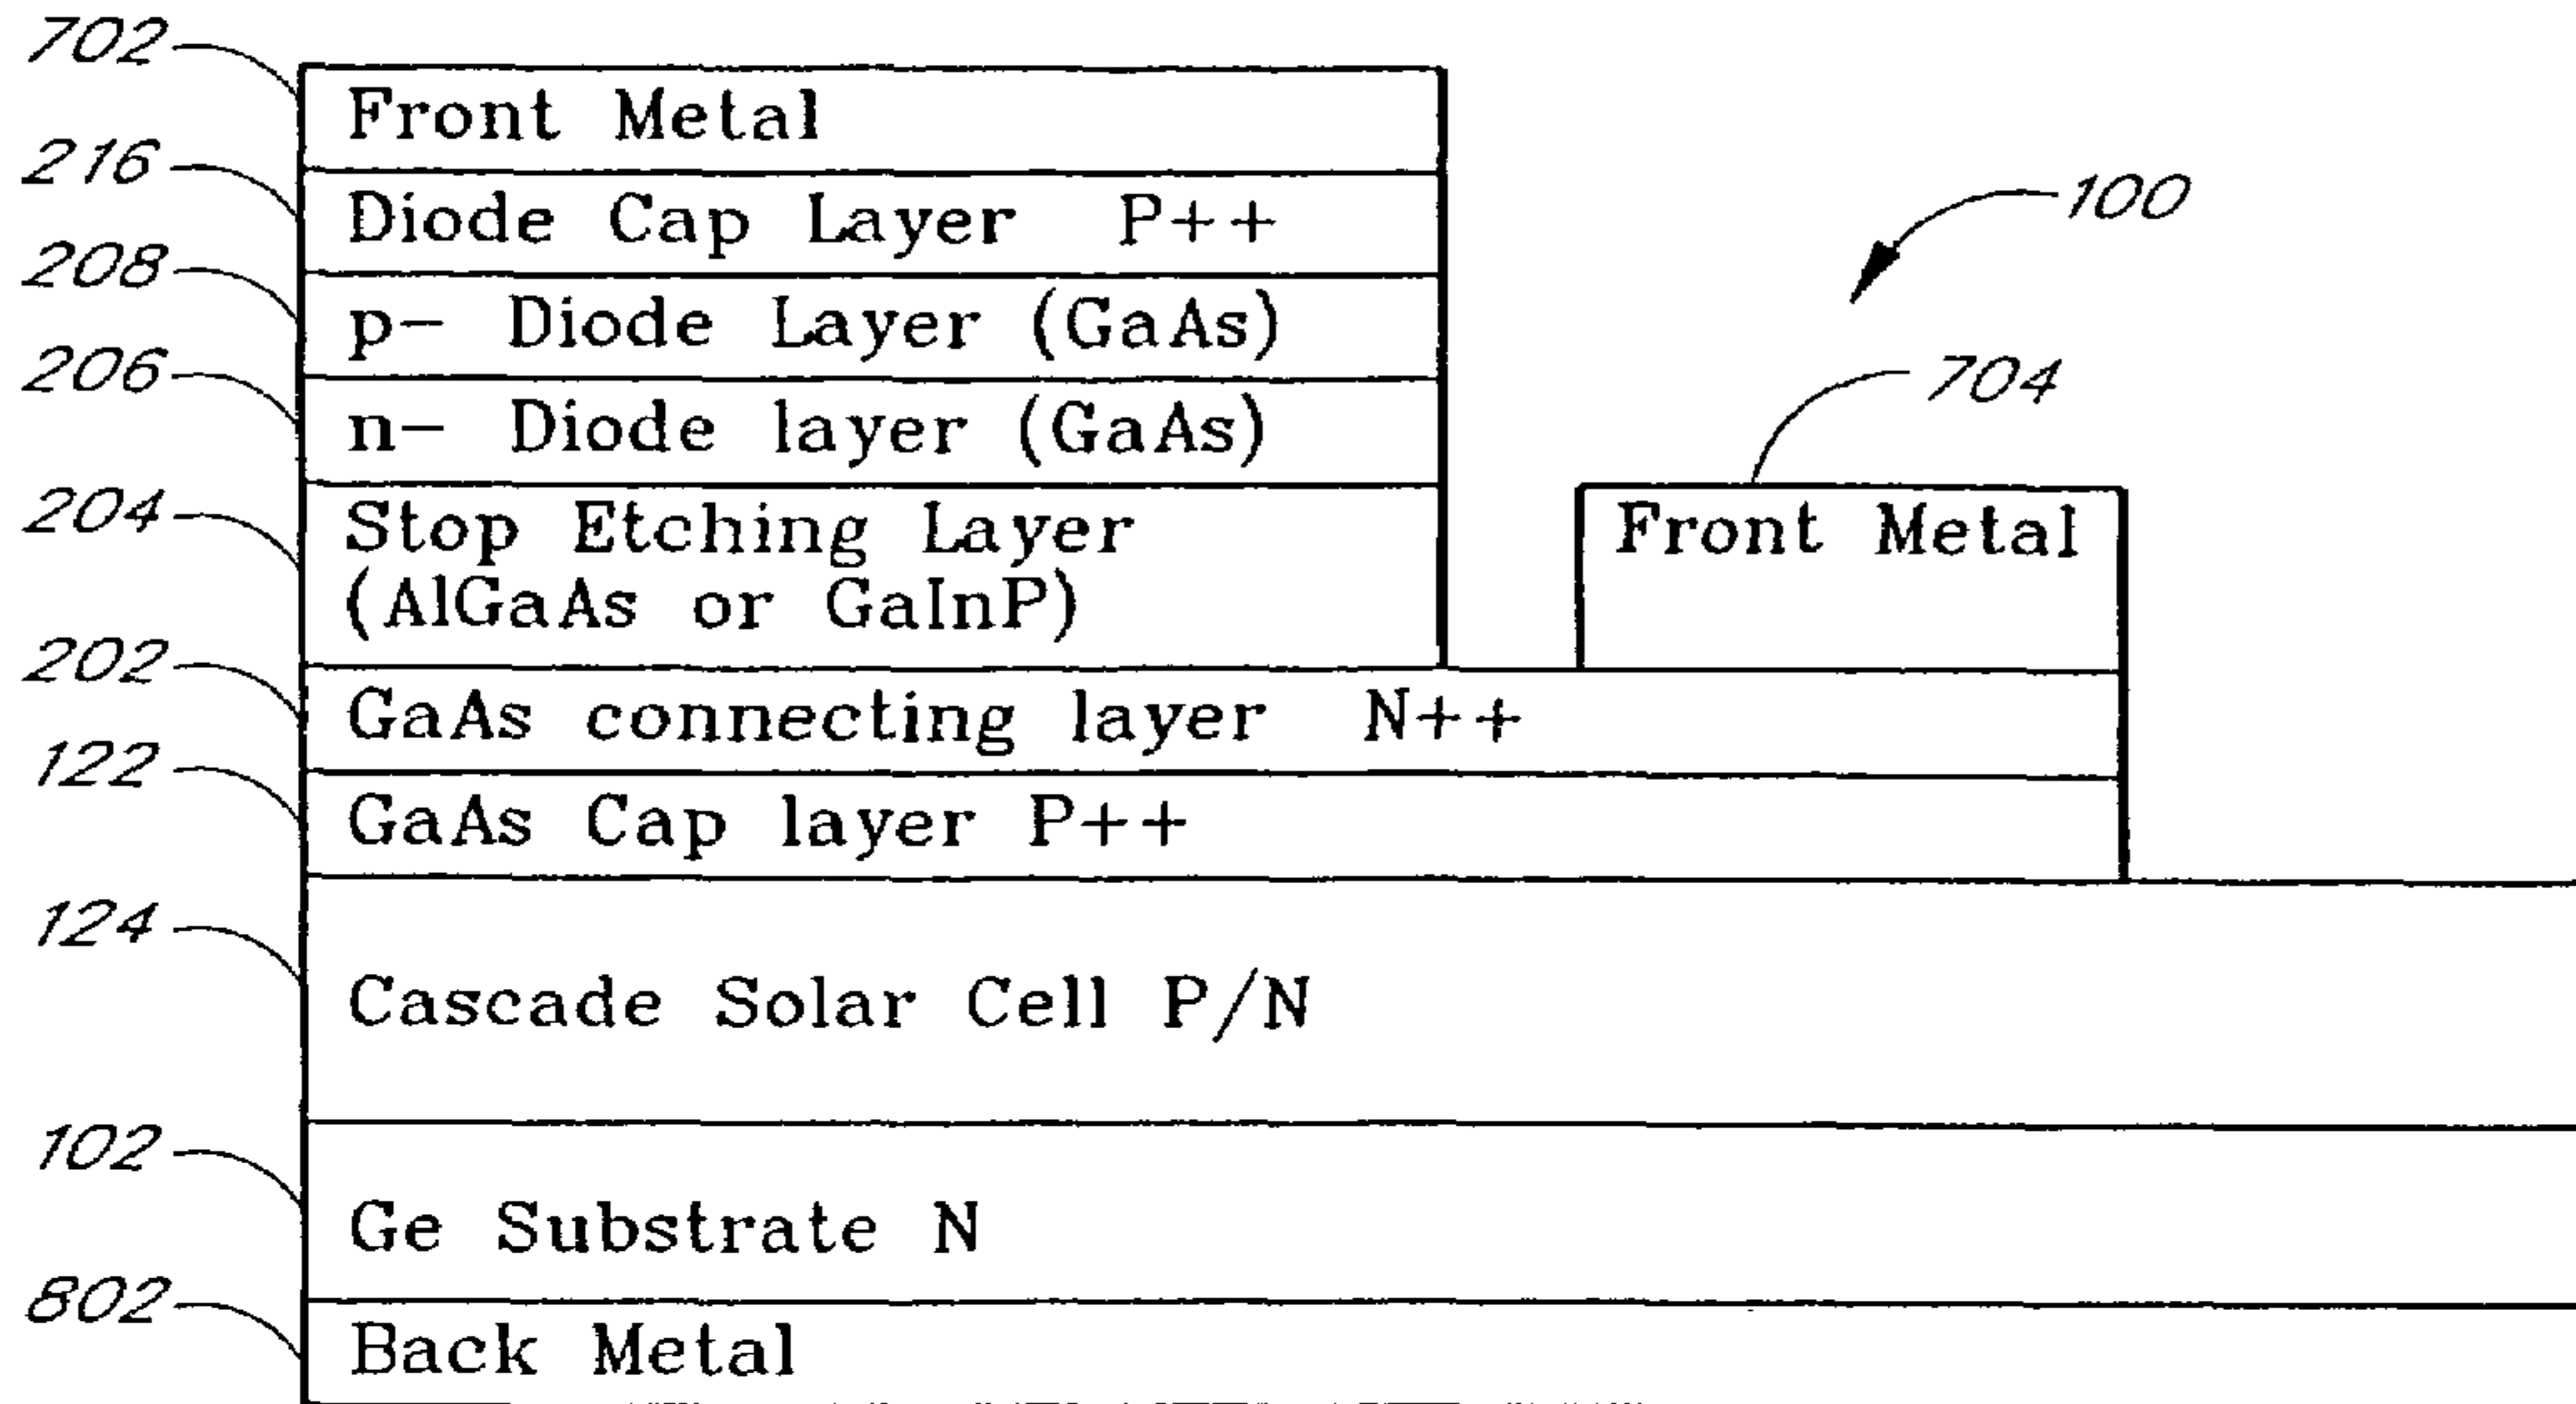 702
Front Metal
216
Diode Cap Layer P++
100
208
p- Diode Layer (GaAs)
206
n- Diode layer (GaAs)
704
204
Stop Etching Layer
(AlGaAs or GaInP)
Front Metal
202
GaAs connecting layer N++
122
GaAs Cap layer P++
124
Cascade Solar Cell P/N
102
Ge Substrate N
802
Back Metal